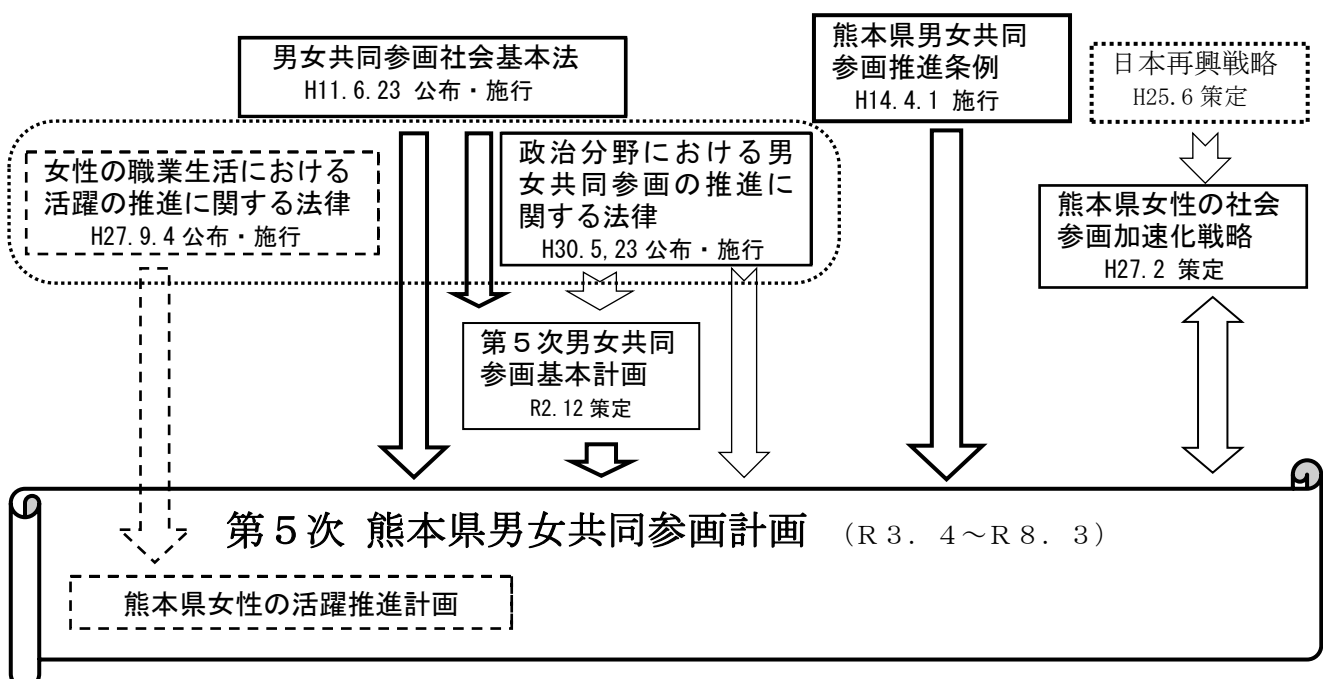 男女共同参画社会基本法
H11.6.23 公布・施行
熊本県男女共同
参画推進条例
H14.4.1 施行
日本再興戦略
H25.6 策定
女性の職業生活における
活躍の推進に関する法律
H27.9.4 公布・施行
政治分野における男
女共同参画の推進に
関する法律
H30.5,23 公布・施行
熊本県女性の社会
参画加速化戦略
H27.2 策定
第５次男女共同
参画基本計画
R2.12 策定
第５次 熊本県男女共同参画計画 （Ｒ３．４～Ｒ８．３）
熊本県女性の活躍推進計画